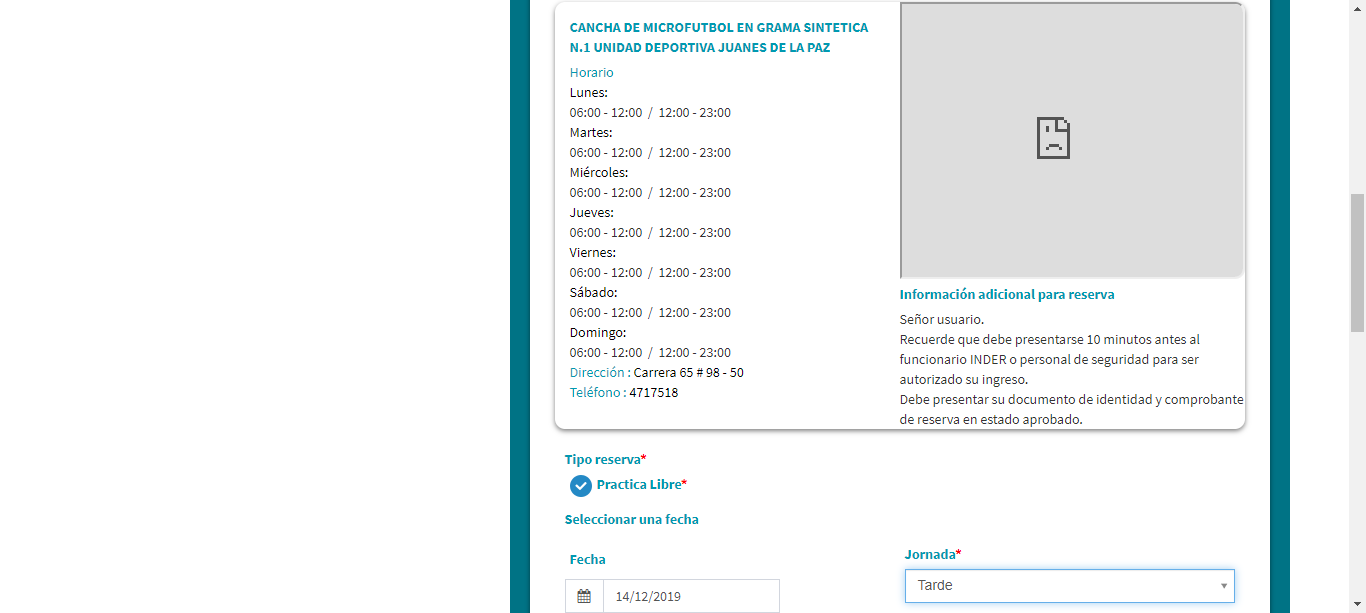 CANCHA DE MICROFUTBOL EN GRAMA SINTETICA
N.1 UNIDAD DEPORTIVA JUANES DE LA PAZ
Horario
Lunes:
06:00 - 12:00 / 12:00 - 23:00
Martes:
06:00 - 12:00 / 12:00 - 23:00
Miércoles:
06:00 - 12:00 / 12:00 - 23:00
Jueves:
06:00 - 12:00 / 12:00 - 23:00
Viernes:
06:00 - 12:00 / 12:00 - 23:00
Sábado:
06:00 - 12:00 / 12:00 - 23:00
Domingo:
06:00 - 12:00 / 12:00 - 23:00
Dirección : Carrera 65 # 98 - 50
Teléfono : 4717518
Información adicional para reserva
Señor usuario.
Recuerde que debe presentarse 10 minutos antes al
funcionario INDER o personal de seguridad para ser
autorizado su ingreso.
Debe presentar su documento de identidad y comprobante
de reserva en estado aprobado.
Tipo reserva*
Practica Libre*
Seleccionar una fecha
Fecha
14/12/2019
Jornada*
Tarde